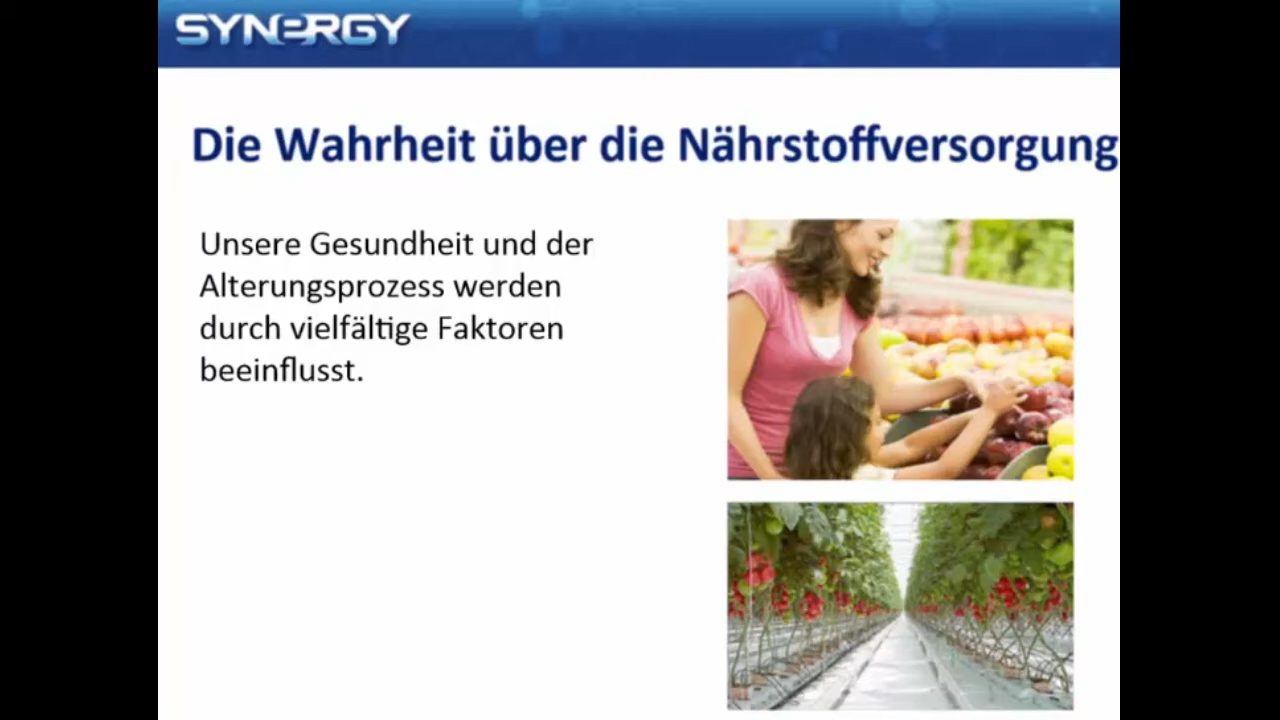 SYNERGY
Die Wahrheit über die Nährstoffversorgung
Unsere Gesundheit und der
Alterungsprozess werden
durch vielfältige Faktoren
beeinflusst.